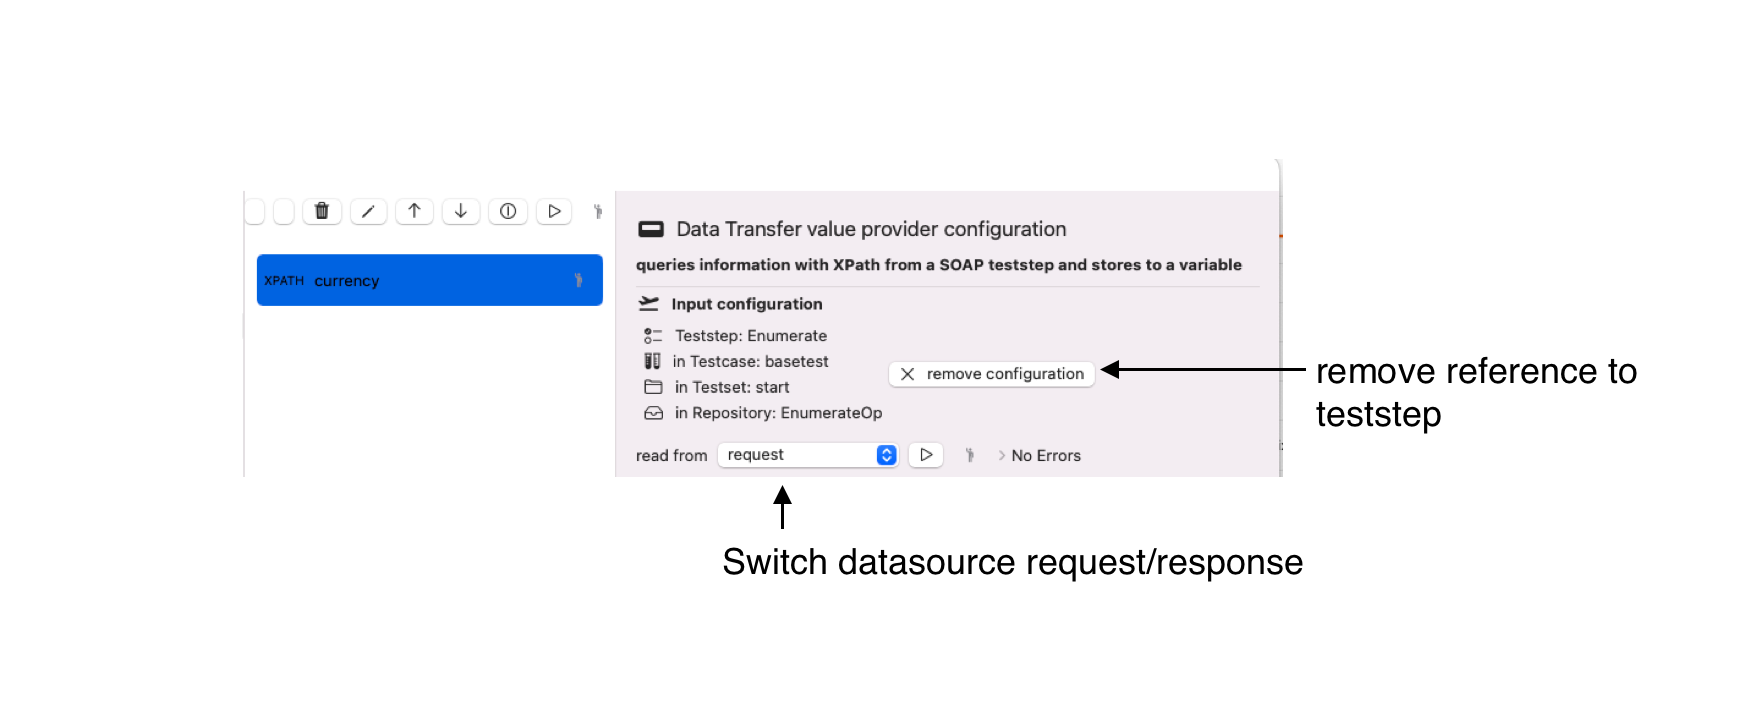 Data Transfer value provider configuration
queries information with XPath from a SOAP teststep and stores to a variable
XPATH currency
Input configuration
Teststep: Enumerate
in Testcase: basetest
remove configuration
in Testset: start
in Repository: EnumerateOp
read from request
No Errors
remove reference to
teststep
Switch datasource request/response